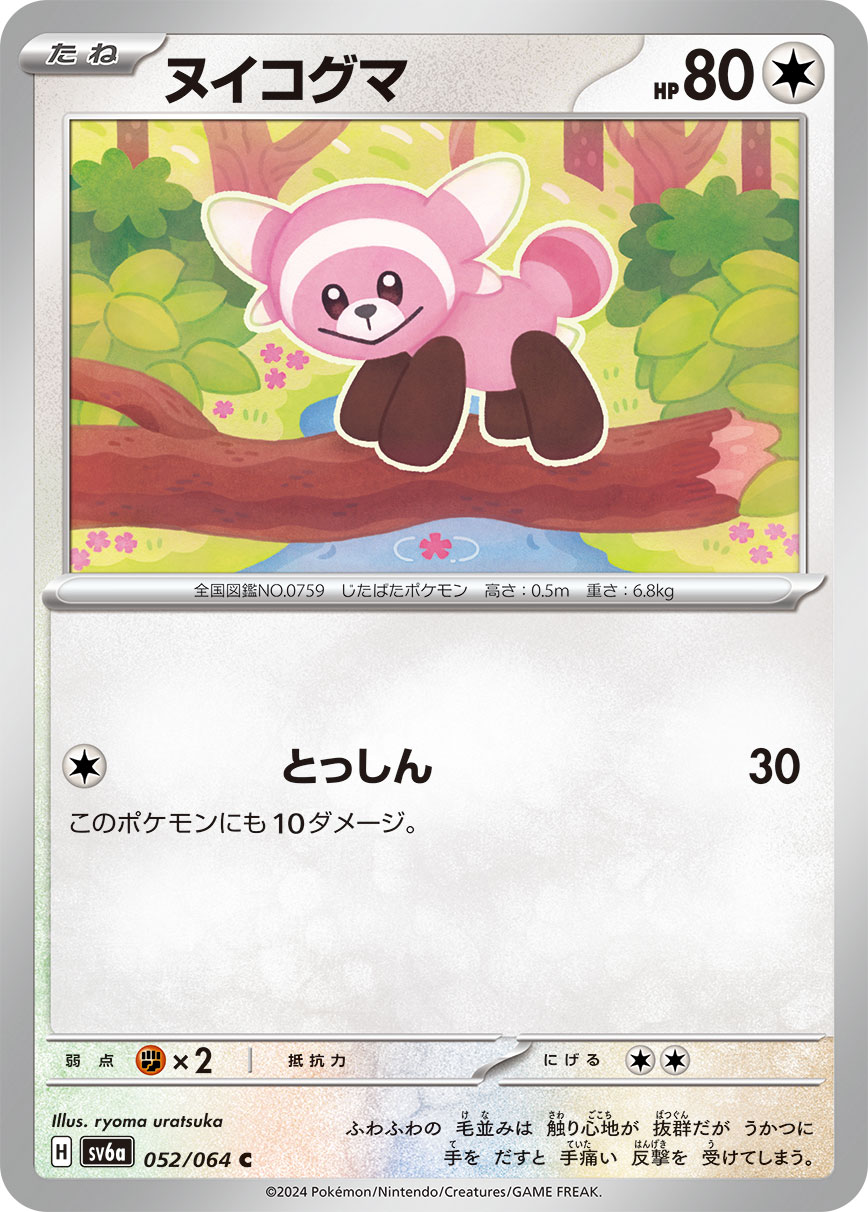 たね
ヌイコグマ
HP80
全国図鑑NO.0759 じたばたポケモン 高さ：0.5m 重さ：6.8kg
とっしん 30
このポケモンにも10ダメージ。
弱点 ×2 抵抗力 にげる
Illus. ryoma uratsuka
H sv6a 052/064 C
ふわふわの 毛並みは 触り心地が 抜群だが うかつに
手を だすと 手痛い 反撃を 受けてしまう。
©2024 Pokémon/Nintendo/Creatures/GAME FREAK.